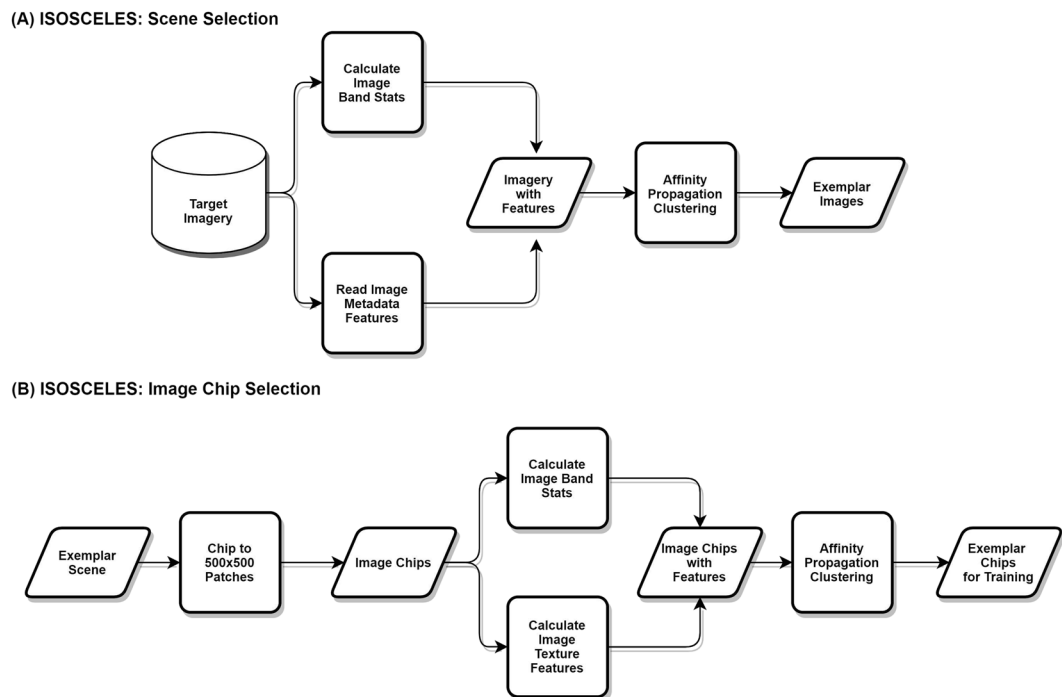 (A) ISOSCELES: Scene Selection
Calculate
Image
Band Stats
Target
Imagery
Imagery
with
Features
Affinity
Propagation
Clustering
Exemplar
Images
Read Image
Metadata
Features
(B) ISOSCELES: Image Chip Selection
Calculate
Image Band
Stats
Exemplar
Scene
Chip to
500x500
Patches
Image Chips
Image Chips
with
Features
Affinity
Propagation
Clustering
Exemplar
Chips
for Training
Calculate
Image
Texture
Features